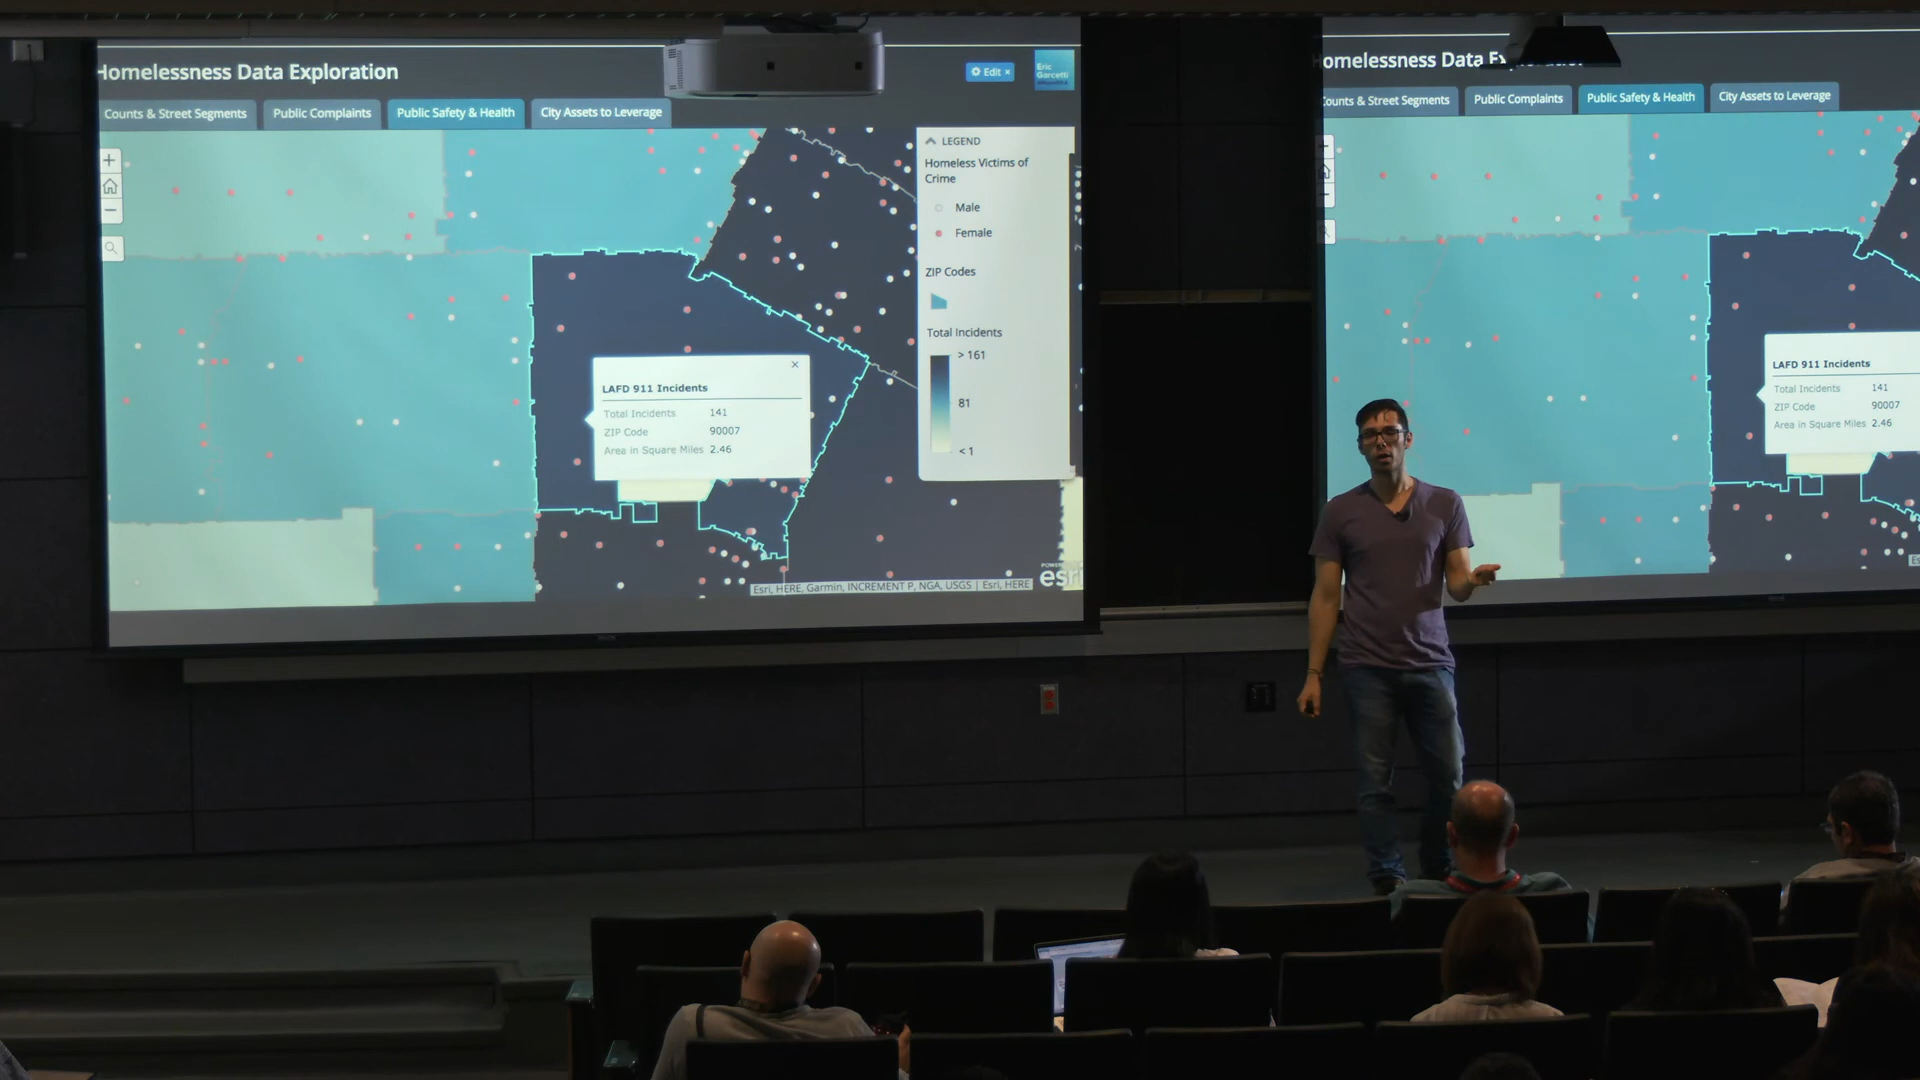 Homelessness Data Exploration
Edit ×
Eric
Garcetti
Counts & Street Segments
Public Complaints
Public Safety & Health
City Assets to Leverage
LEGEND
Homeless Victims of
Crime
Male
Female
ZIP Codes
Total Incidents
> 161
81
< 1
LAFD 911 Incidents
Total Incidents 141
ZIP Code 90007
Area in Square Miles 2.46
Esri, HERE, Garmin, INCREMENT P, NGA, USGS | Esri, HERE
esri
omelessness Data
Counts & Street Segments
Public Complaints
Public Safety & Health
City Assets to Leverage
LAFD 911 Incidents
Total Incidents 141
ZIP Code 90007
Area in Square Miles 2.46